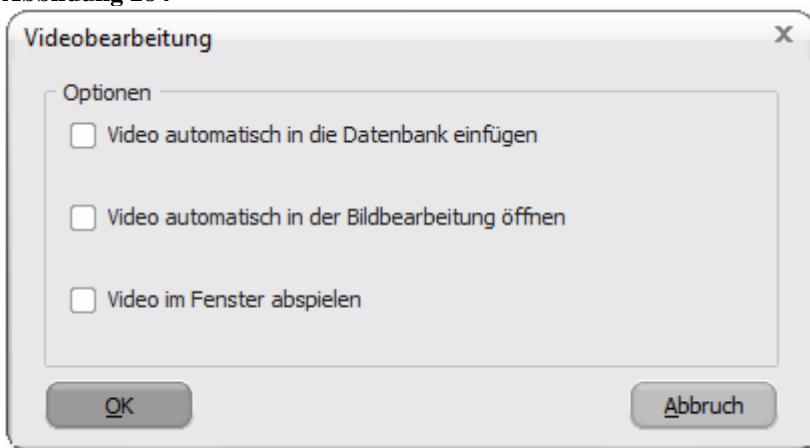 Videobearbeitung
Optionen
Video automatisch in die Datenbank einfügen
Video automatisch in der Bildbearbeitung öffnen
Video im Fenster abspielen
OK Abbruch